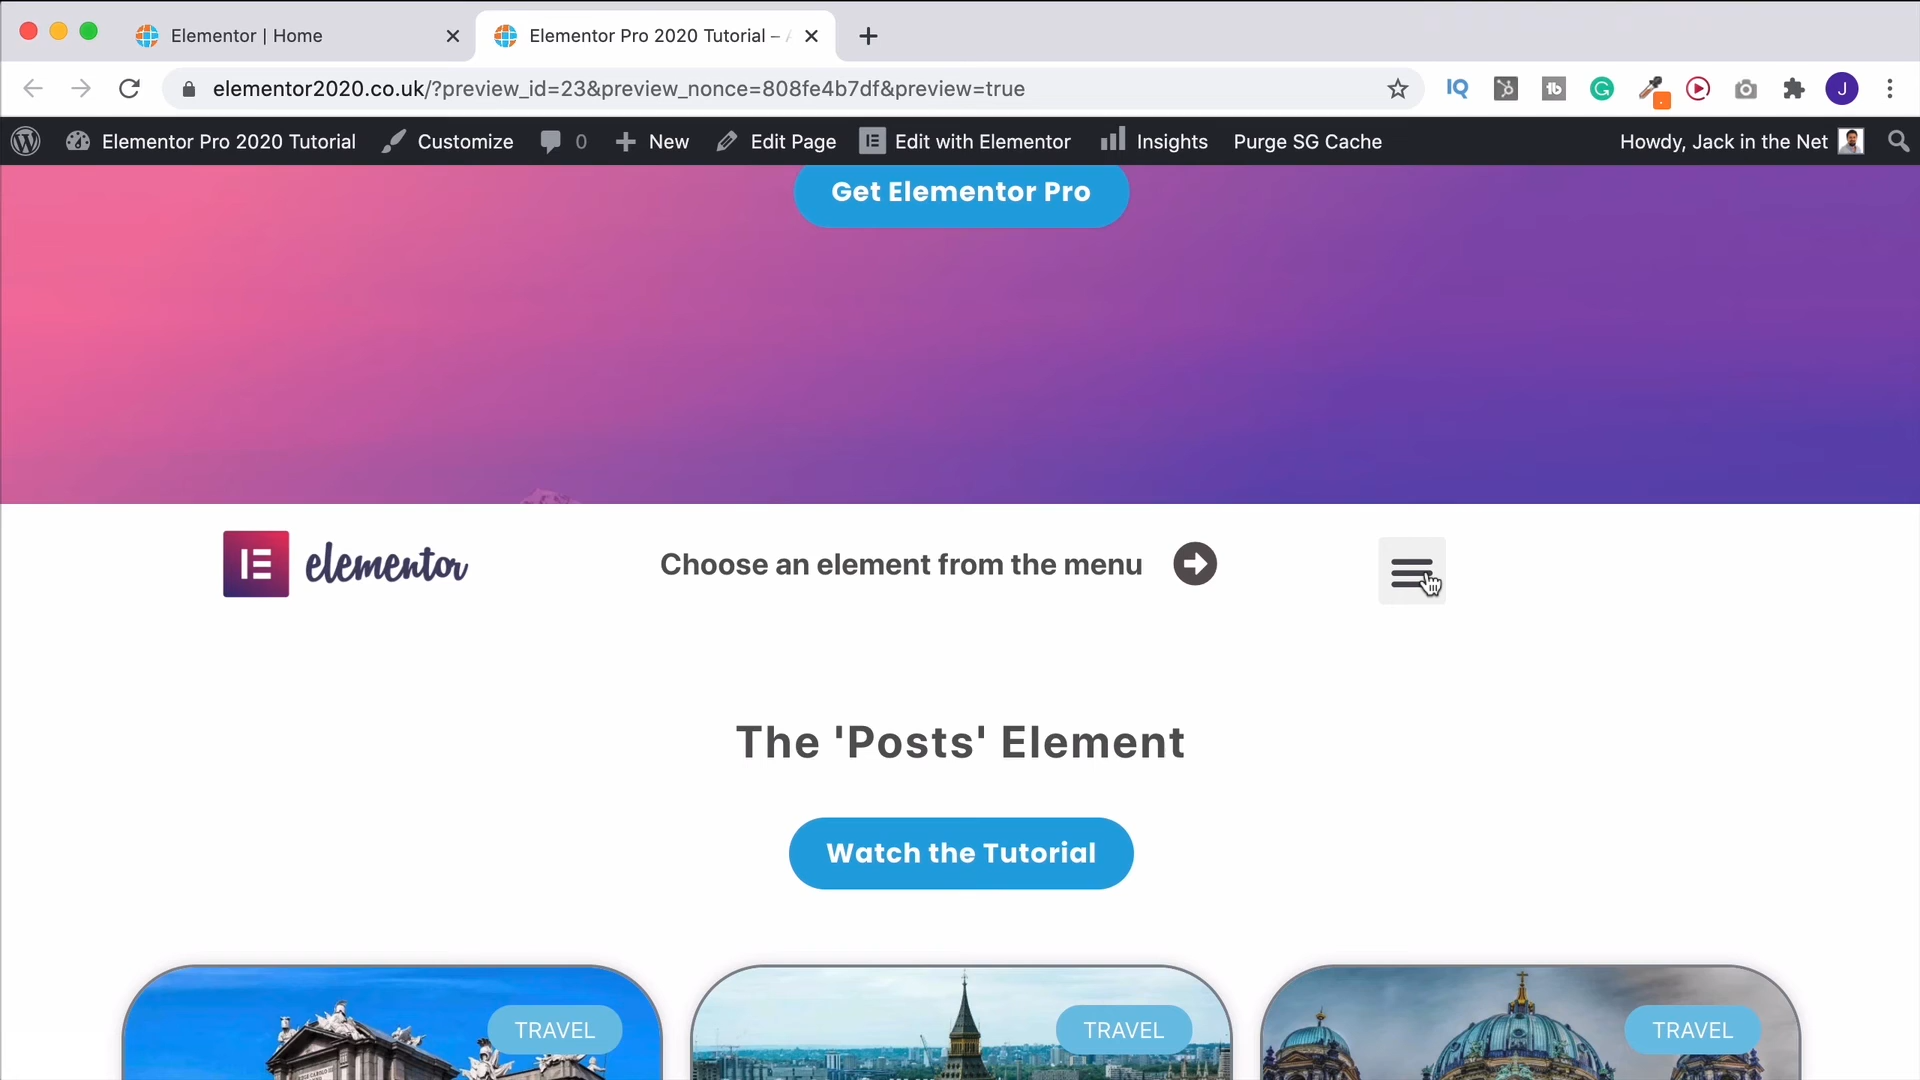 Elementor | Home
Elementor Pro 2020 Tutorial –
elementor2020.co.uk/?preview_id=23&preview_nonce=808fe4b7df&preview=true
IQ
tb
J
Elementor Pro 2020 Tutorial
Customize
0
New
Edit Page
Edit with Elementor
Insights
Purge SG Cache
Howdy, Jack in the Net
Get Elementor Pro
elementor
Choose an element from the menu
The 'Posts' Element
Watch the Tutorial
TRAVEL
TRAVEL
TRAVEL